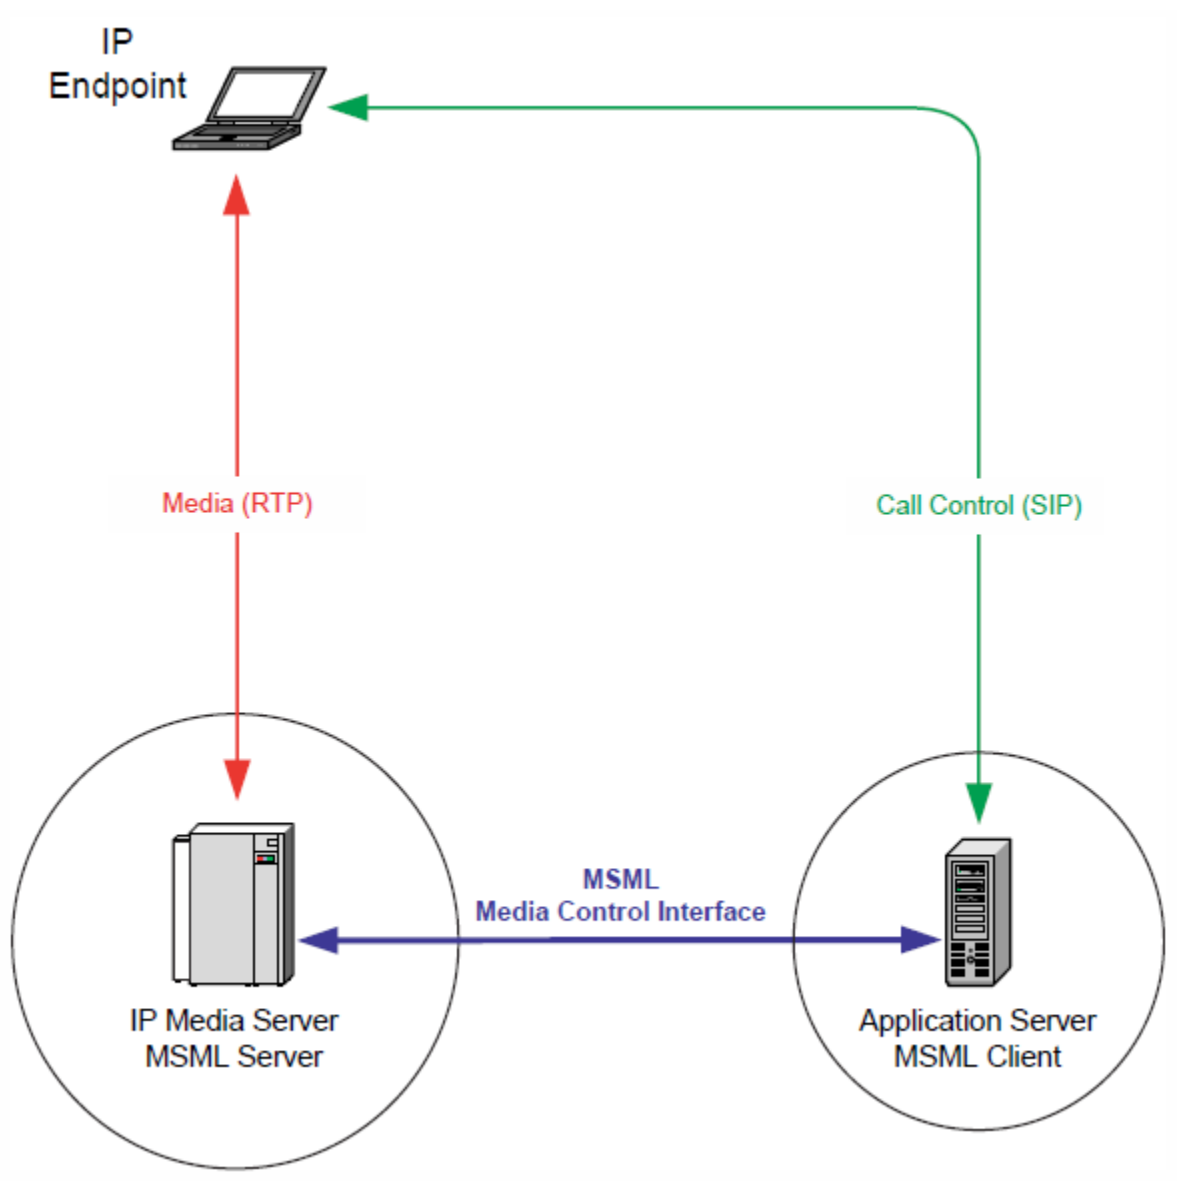 IP
Endpoint
Media (RTP)
Call Control (SIP)
MSML
Media Control Interface
IP Media Server
MSML Server
Application Server
MSML Client